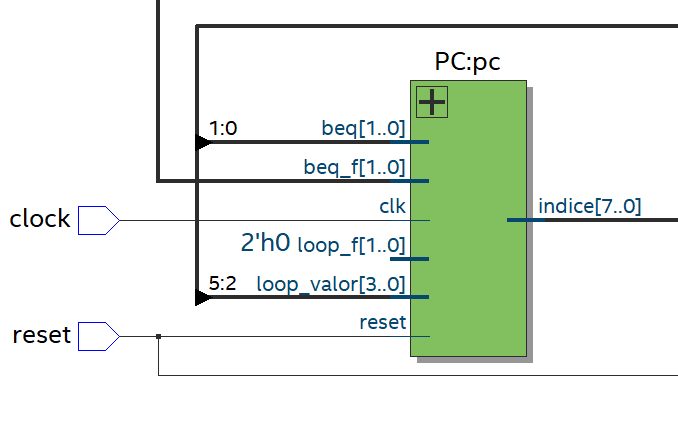 PC:pc
1:0 beq[1..0]
beq_f[1..0]
clk
clock
indice[7..0]
2'h0 loop_f[1..0]
5:2 loop_valor[3..0]
reset
reset